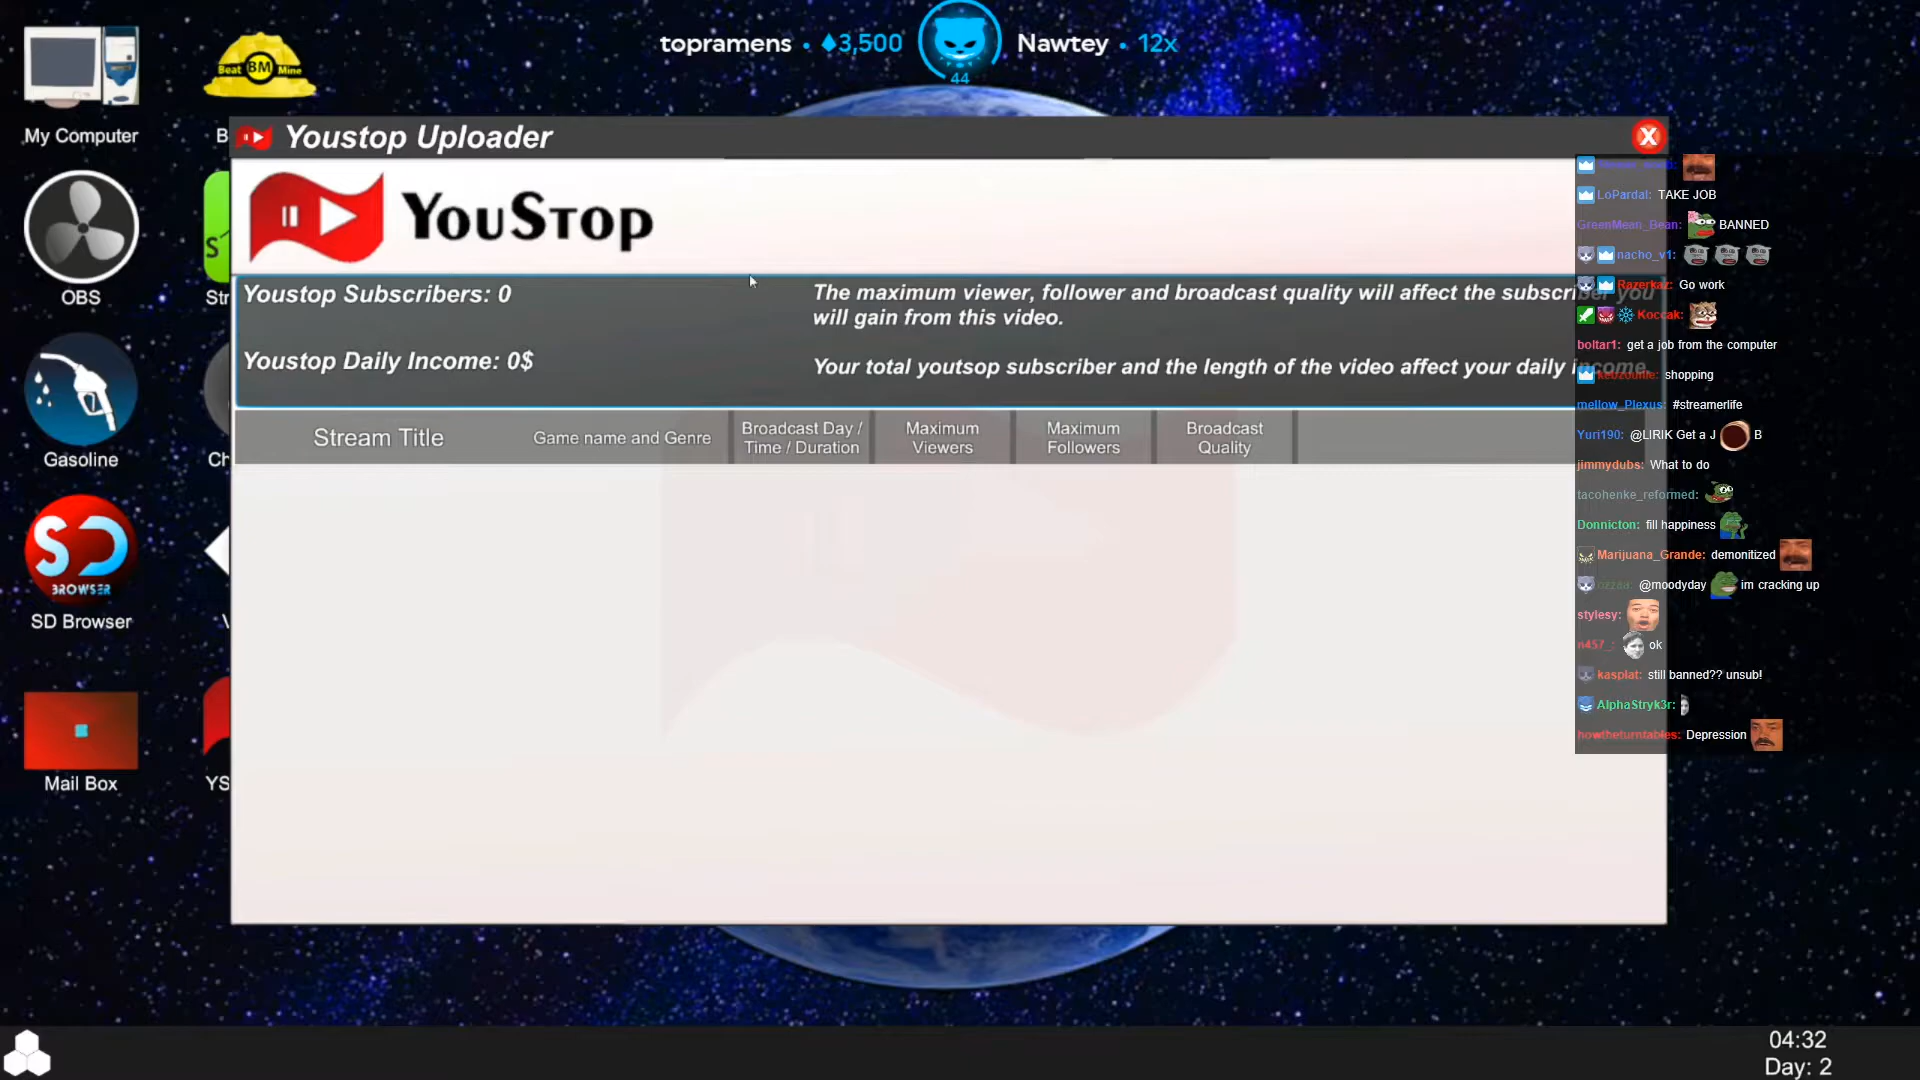 topramens • 3,500
44
Nawtey • 12x
My Computer
Beat BM Mine
B
OBS
Str
Gasoline
Ch
SD
BROWSER
SD Browser
V
Mail Box
YS
Youstop Uploader
X
YouStop
Youstop Subscribers: 0
Youstop Daily Income: 0$
The maximum viewer, follower and broadcast quality will affect the subscriber you
will gain from this video.
Your total youtsop subscriber and the length of the video affect your daily income.
Stream Title
Game name and Genre
Broadcast Day /
Time / Duration
Maximum
Viewers
Maximum
Followers
Broadcast
Quality
LoPardal: TAKE JOB
GreenMean_Bean: BANNED
nacho_v1:
Razerkaz: Go work
Koccak:
boltar1: get a job from the computer
shopping
mellow_Plexus: #streamerlife
Yuri190: @LIRIK Get a J B
jimmydubs: What to do
tacohenke_reformed:
Donnicton: fill happiness
Marijuana_Grande: demonitized
@moodyday im cracking up
stylesy:
n457_: ok
kasplat: still banned?? unsub!
AlphaStryk3r:
howtheturntables: Depression
04:32
Day: 2